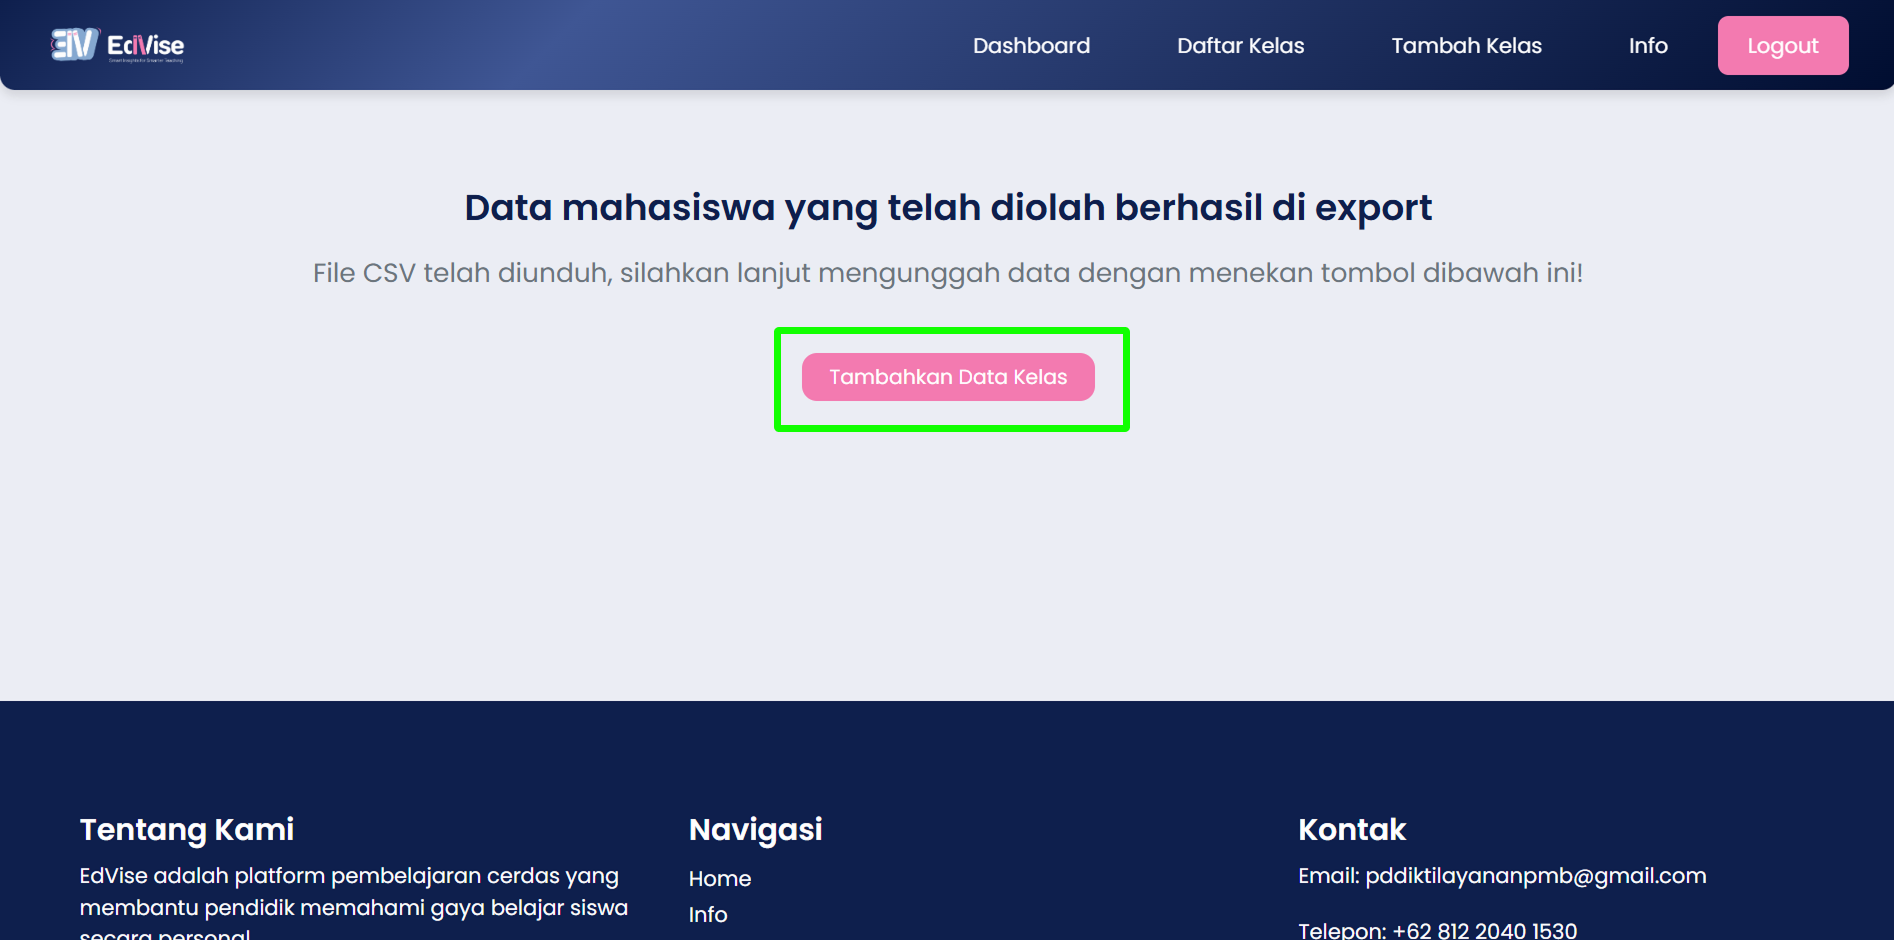 EdVise
Dashboard
Daftar Kelas
Tambah Kelas
Info
Logout
Data mahasiswa yang telah diolah berhasil di export
File CSV telah diunduh, silahkan lanjut mengunggah data dengan menekan tombol dibawah ini!
Tambahkan Data Kelas
Tentang Kami
EdVise adalah platform pembelajaran cerdas yang
membantu pendidik memahami gaya belajar siswa
secara personal
Navigasi
Home
Info
Kontak
Email: pddiktilayananpmb@gmail.com
Telepon: +62 812 2040 1530